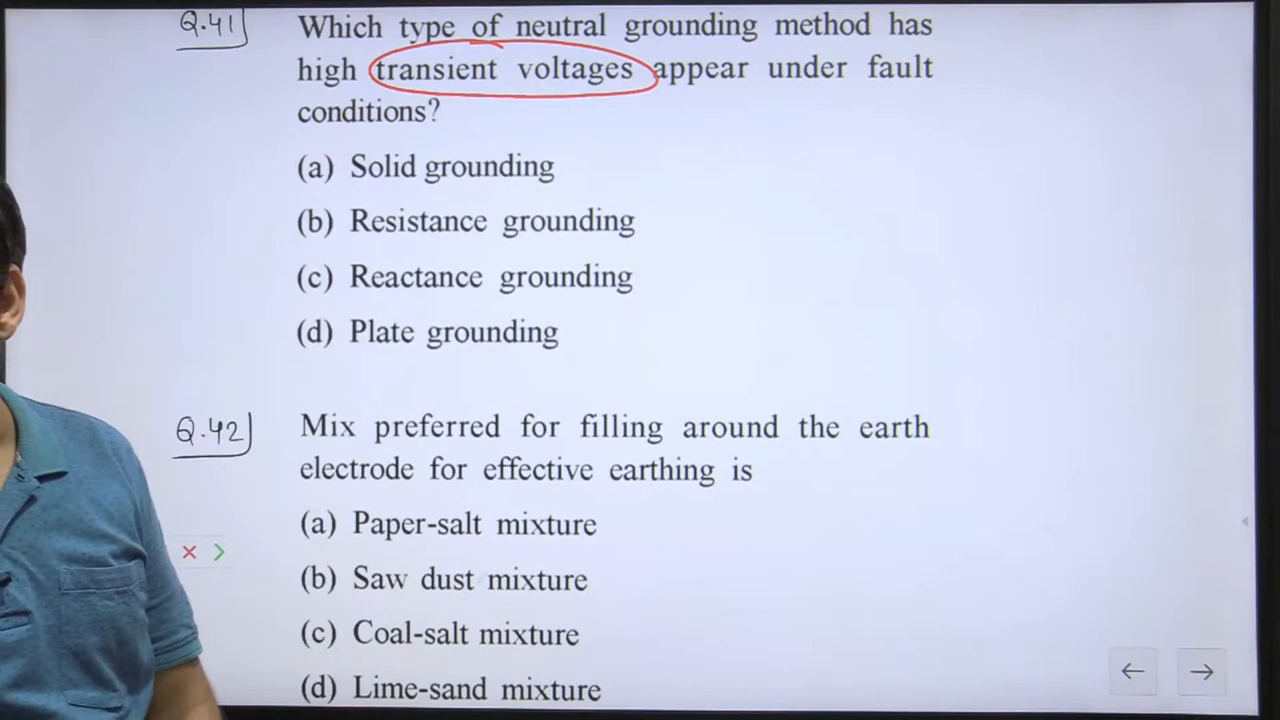 Q.41
Which type of neutral grounding method has
high transient voltages appear under fault
conditions?
(a) Solid grounding
(b) Resistance grounding
(c) Reactance grounding
(d) Plate grounding
Q.42
Mix preferred for filling around the earth
electrode for effective earthing is
(a) Paper-salt mixture
(b) Saw dust mixture
(c) Coal-salt mixture
(d) Lime-sand mixture